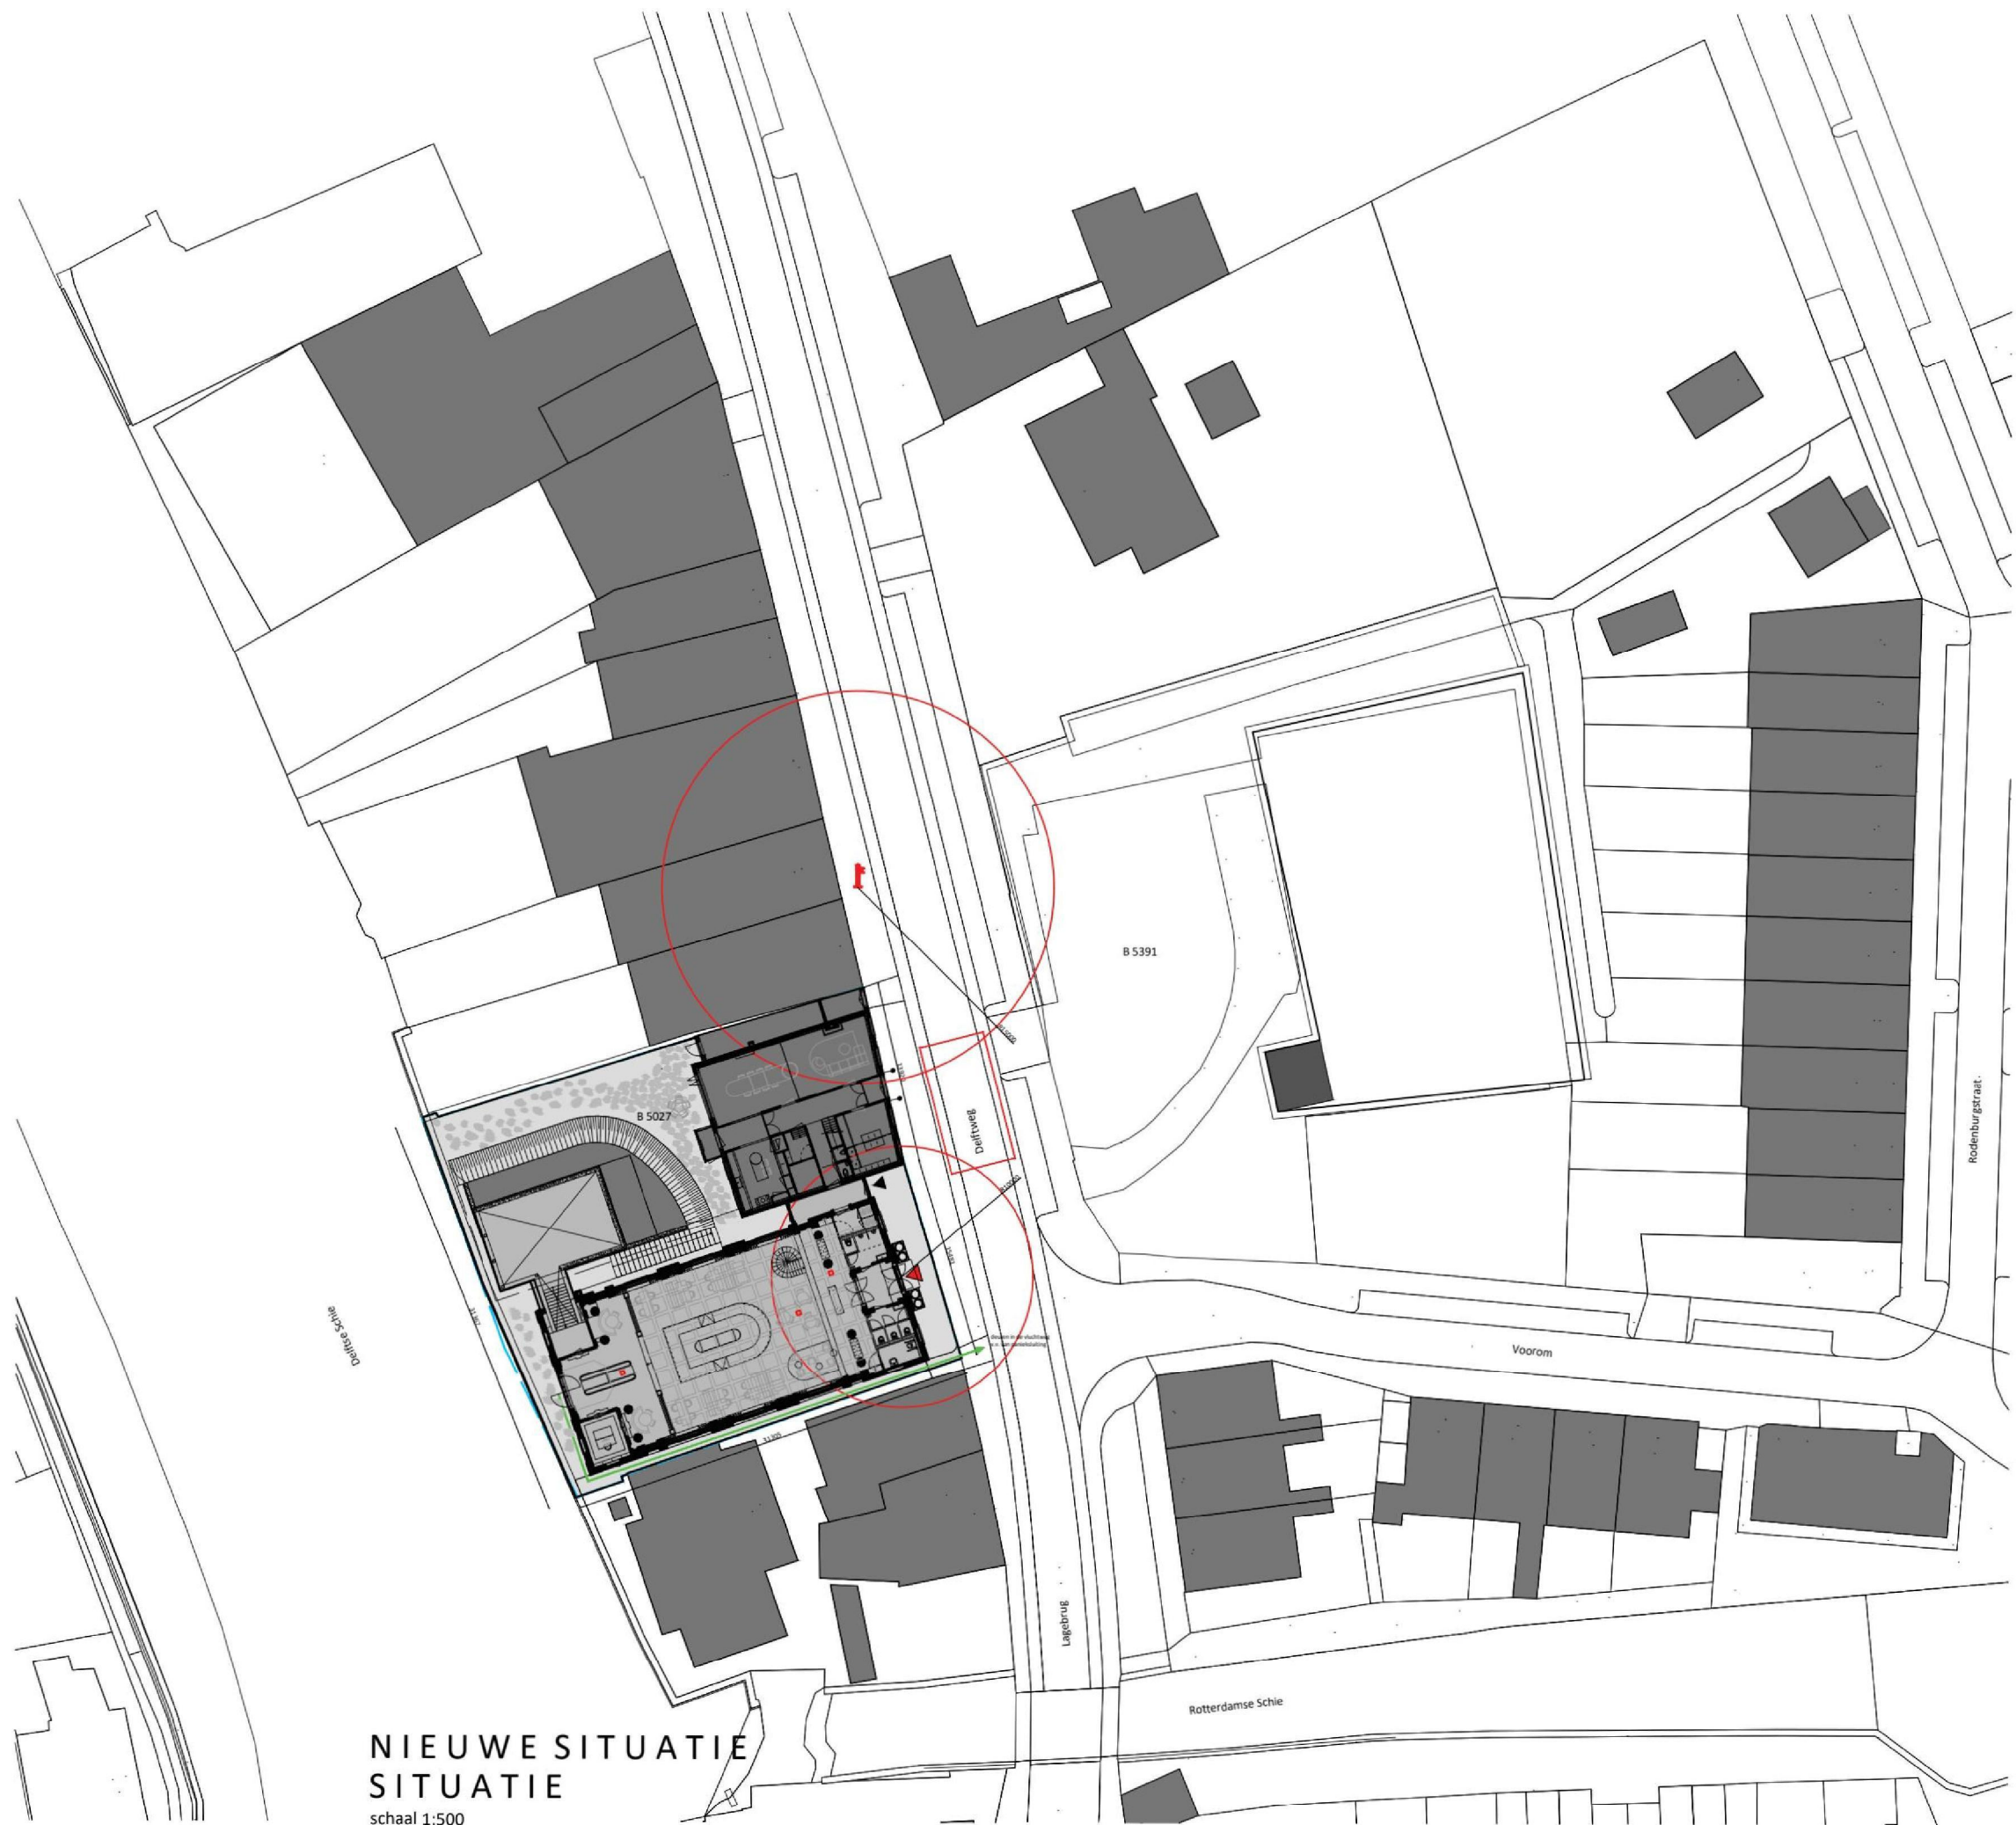 B 5391
B 5027
Delftweg
Delftse Schie
Rodenburgstraat
Voorom
Lagebrug
Rotterdamse Schie
NIEUWE SITUATIE
SITUATIE
schaal 1:500